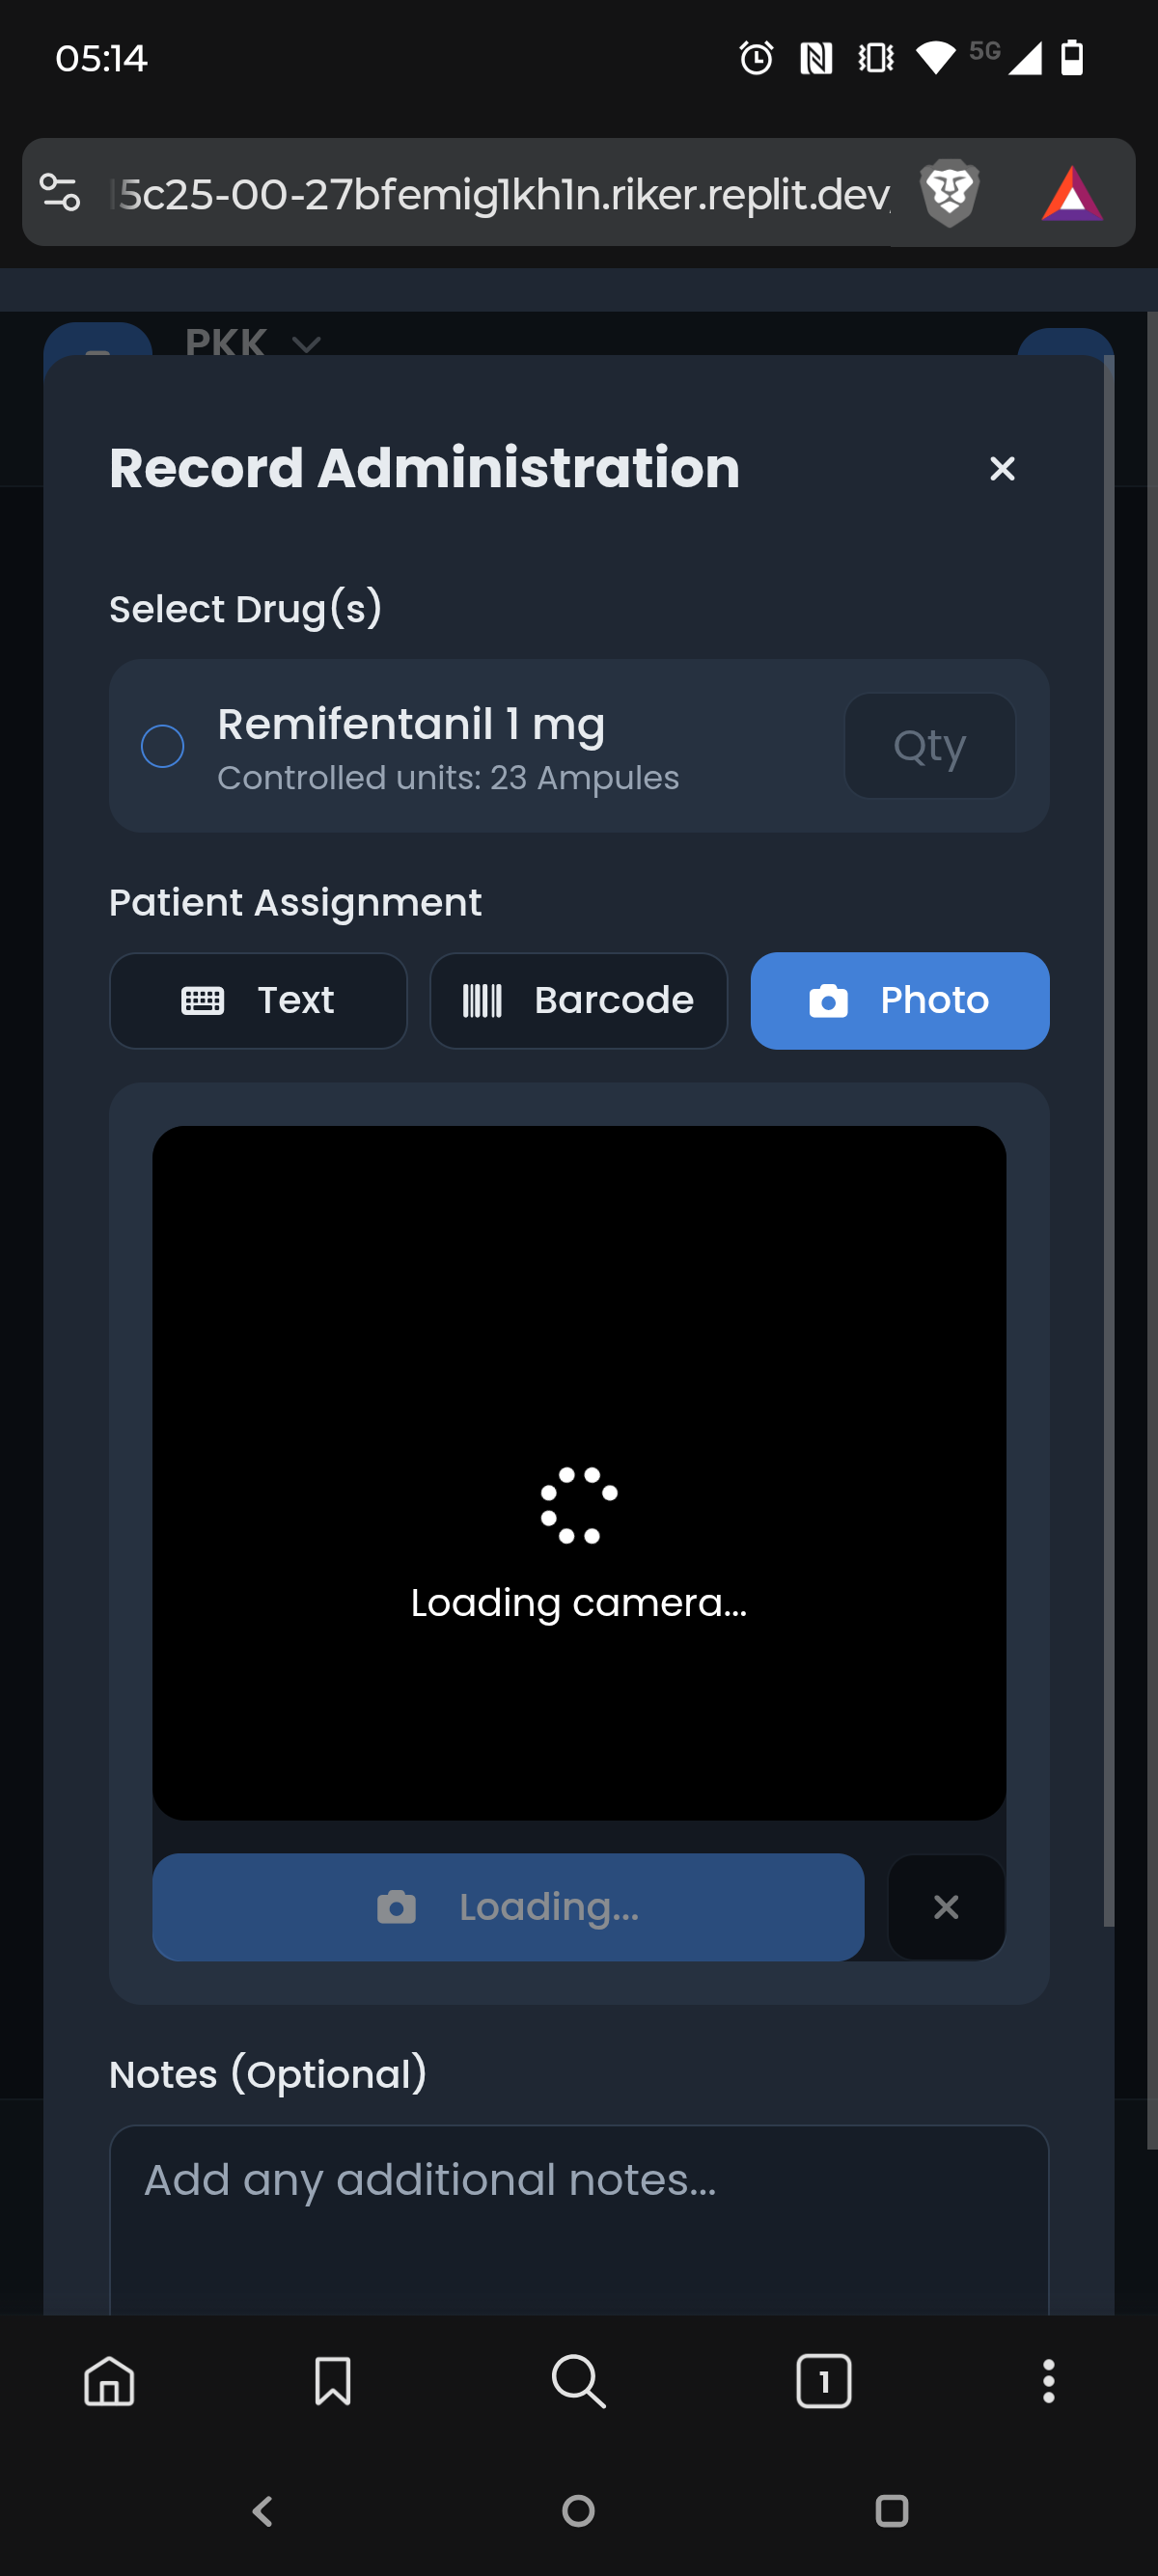 05:14
5G
5c25-00-27bfemig1kh1n.riker.replit.dev
PKK
Record Administration
Select Drug(s)
Remifentanil 1 mg
Controlled units: 23 Ampules
Qty
Patient Assignment
Text
Barcode
Photo
Loading camera...
Loading...
Notes (Optional)
Add any additional notes...
1